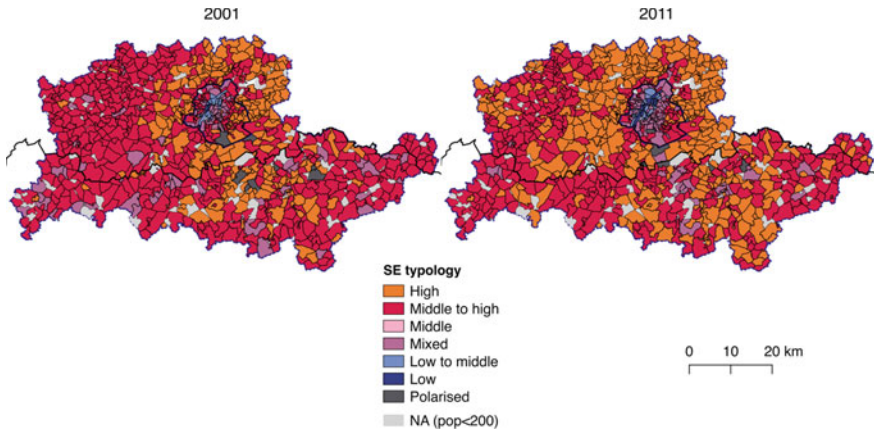 2001
2011
SE typology
High
Middle to high
Middle
Mixed
Low to middle
Low
Polarised
NA (pop<200)
0 10 20 km